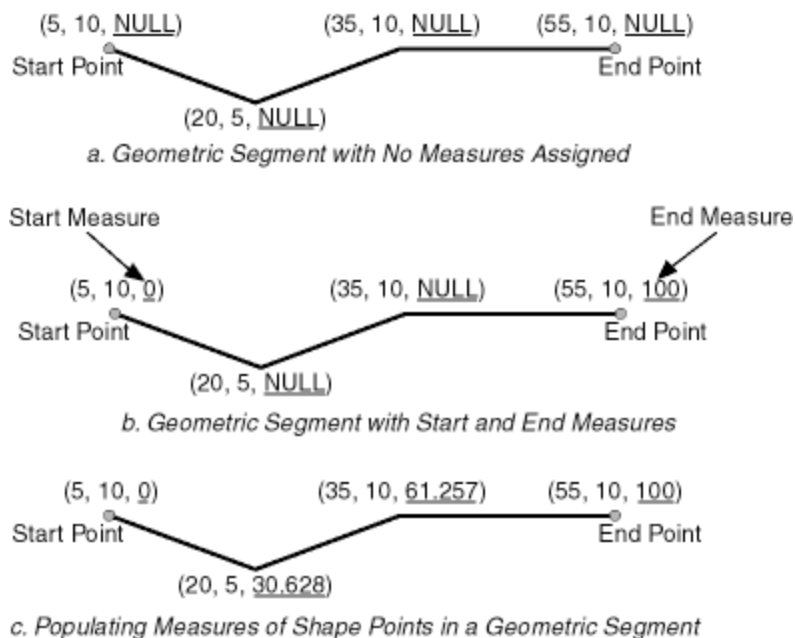 (5, 10, NULL) (35, 10, NULL) (55, 10, NULL)
Start Point End Point
(20, 5, NULL)
a. Geometric Segment with No Measures Assigned
Start Measure End Measure
(5, 10, 0) (35, 10, NULL) (55, 10, 100)
Start Point End Point
(20, 5, NULL)
b. Geometric Segment with Start and End Measures
(5, 10, 0) (35, 10, 61.257) (55, 10, 100)
Start Point End Point
(20, 5, 30.628)
c. Populating Measures of Shape Points in a Geometric Segment